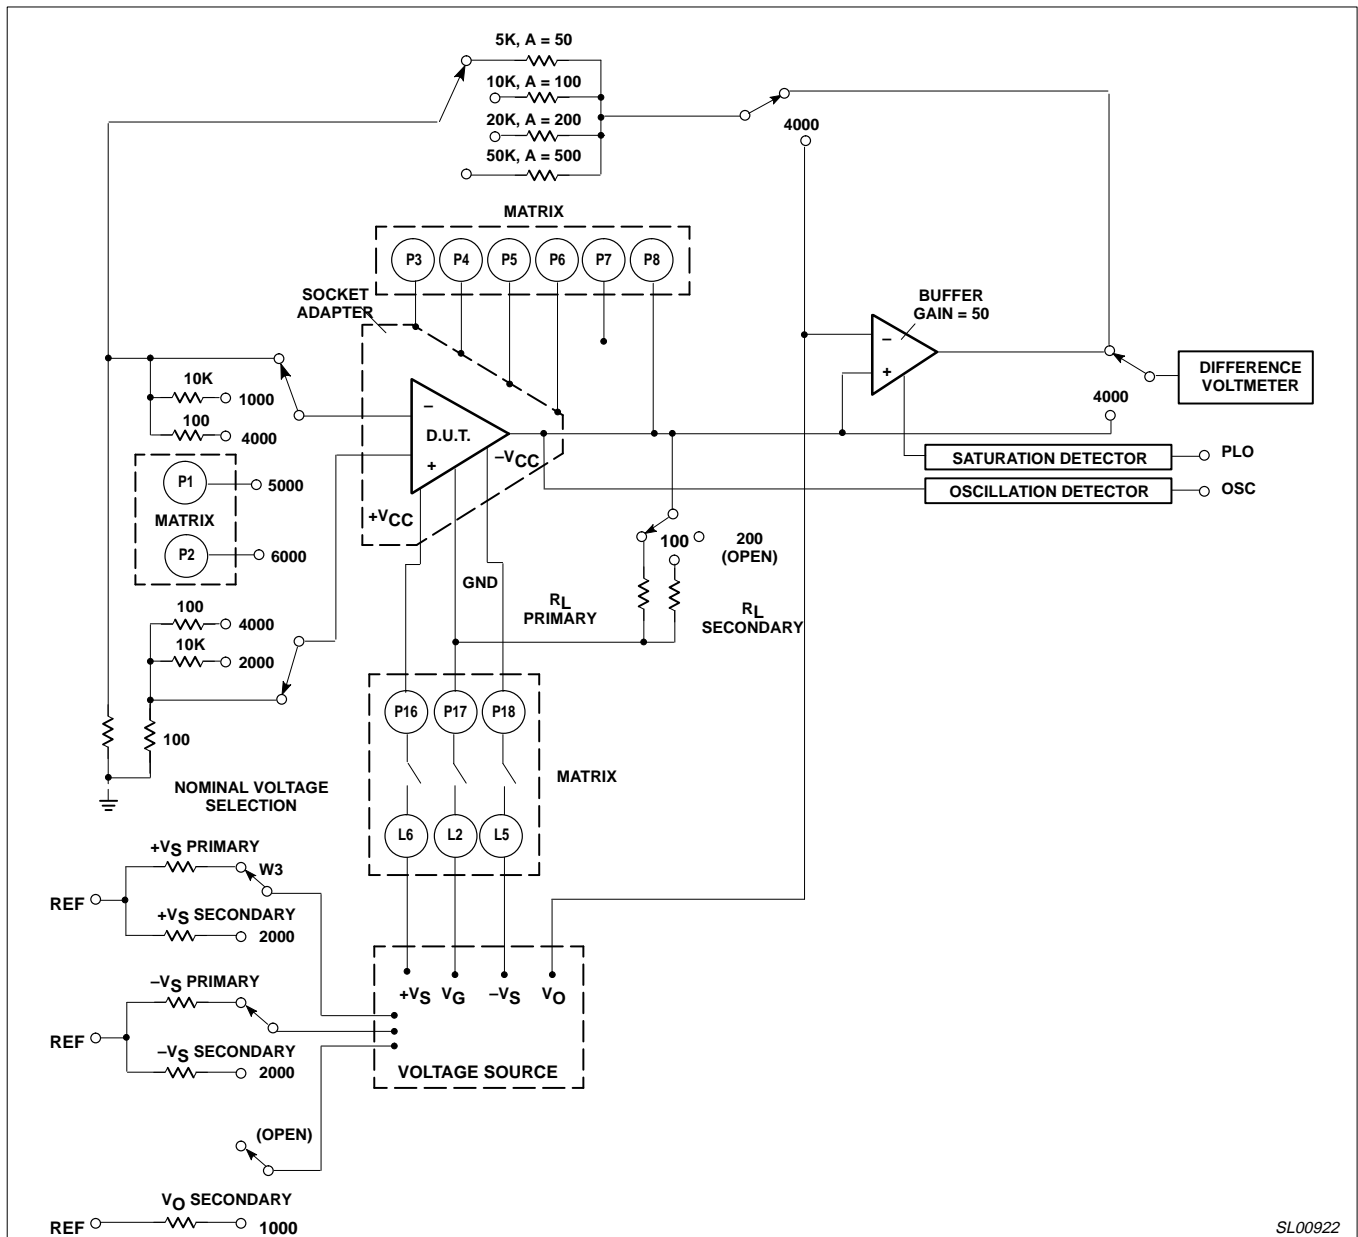 5K, A = 50
10K, A = 100
20K, A = 200
50K, A = 500
4000
MATRIX
P3 P4 P5 P6 P7 P8
SOCKET
ADAPTER
BUFFER
GAIN = 50
–
+
DIFFERENCE
VOLTMETER
4000
10K
1000
100
4000
–
D.U.T.
+
–VCC
+VCC
SATURATION DETECTOR
PLO
OSCILLATION DETECTOR
OSC
P1
5000
MATRIX
P2
6000
100
200
(OPEN)
GND
RL
PRIMARY
RL
SECONDARY
100
4000
10K
2000
100
P16 P17 P18
MATRIX
L6 L2 L5
NOMINAL VOLTAGE
SELECTION
+VS PRIMARY
W3
REF
+VS SECONDARY
2000
–VS PRIMARY
REF
–VS SECONDARY
2000
+VS VG –VS VO
VOLTAGE SOURCE
(OPEN)
VO SECONDARY
REF
1000
SL00922